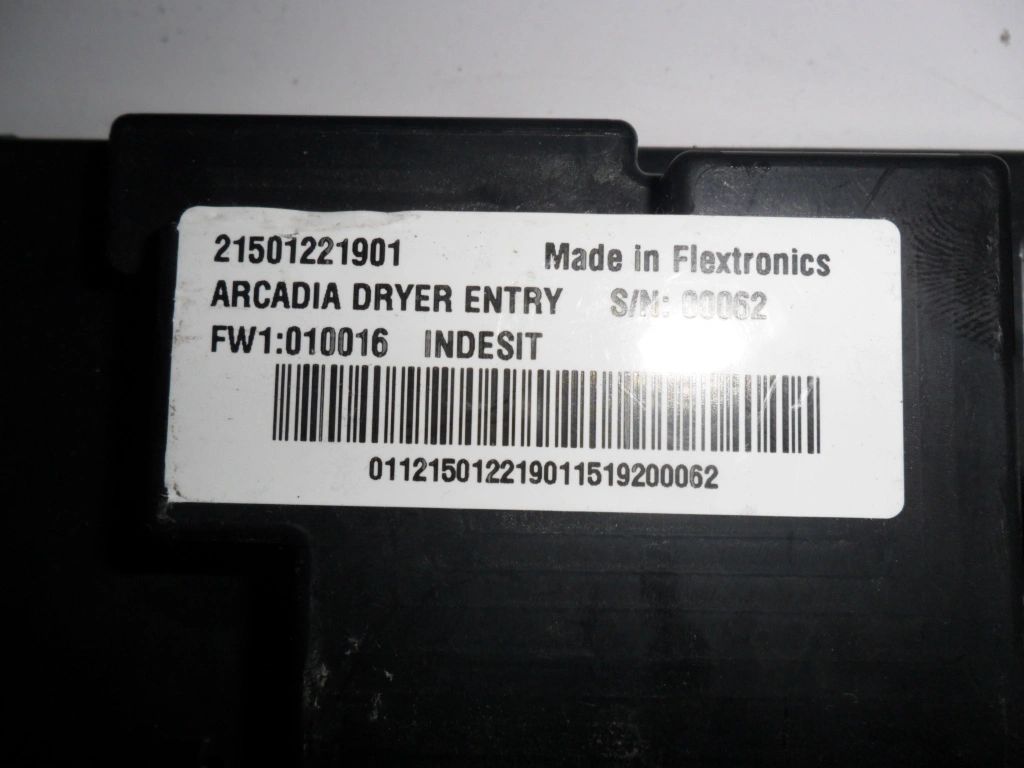 21501221901 Made in Flextronics
ARCADIA DRYER ENTRY S/N: 00062
FW1:010016 INDESIT
011215012219011519200062